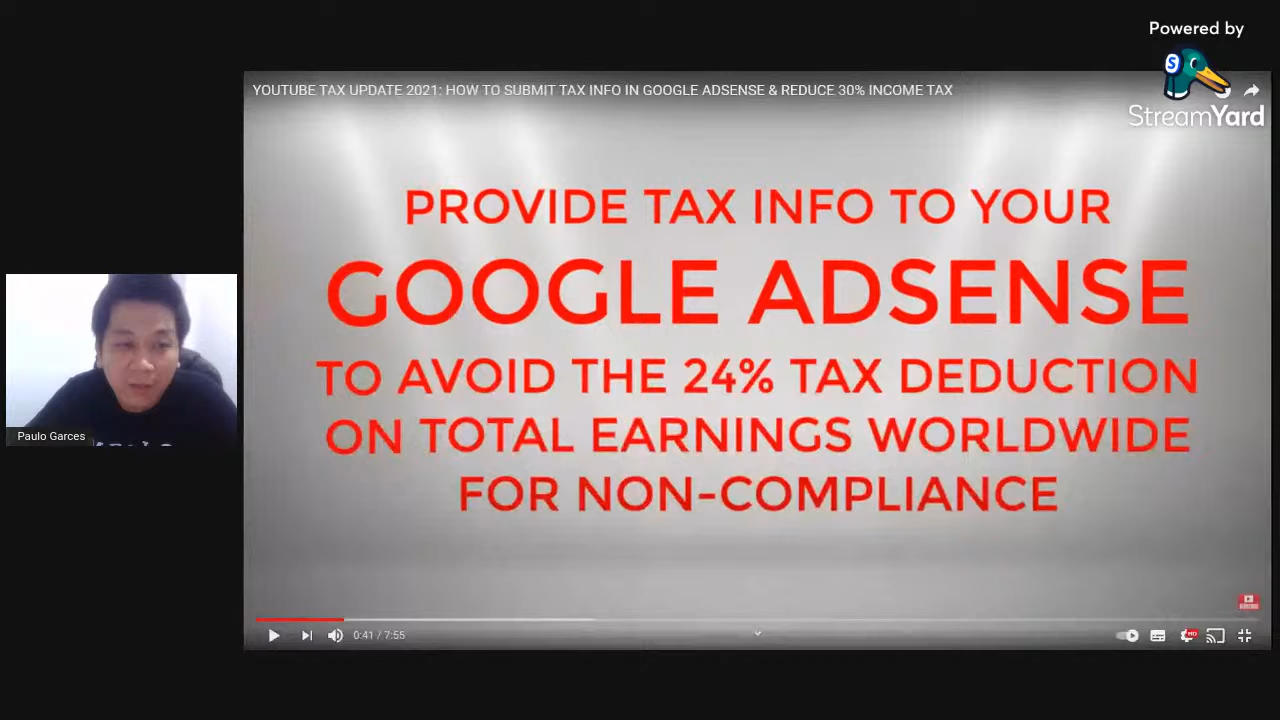 Powered by
StreamYard
YOUTUBE TAX UPDATE 2021: HOW TO SUBMIT TAX INFO IN GOOGLE ADSENSE & REDUCE 30% INCOME TAX
PROVIDE TAX INFO TO YOUR
GOOGLE ADSENSE
TO AVOID THE 24% TAX DEDUCTION
ON TOTAL EARNINGS WORLDWIDE
FOR NON-COMPLIANCE
Paulo Garces
0:41 / 7:55
HD